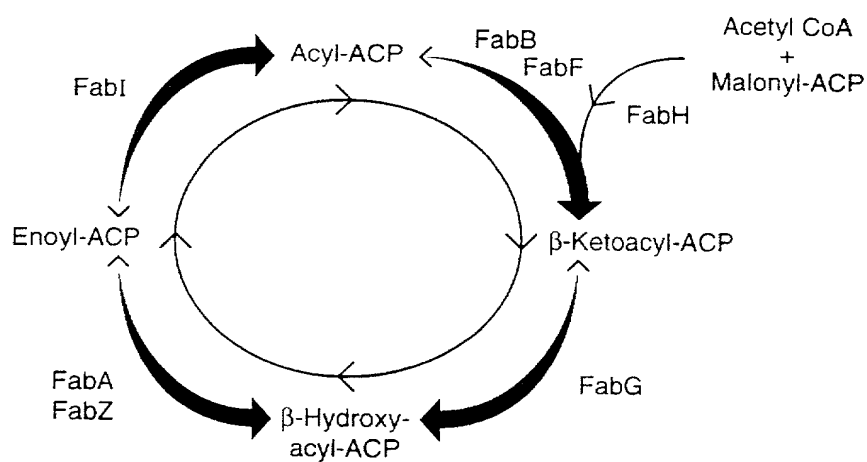 Acetyl CoA
+
Malonyl-ACP
FabB
FabF
Acyl-ACP
FabI
FabH
Enoyl-ACP
β-Ketoacyl-ACP
FabA
FabZ
FabG
β-Hydroxy-
acyl-ACP